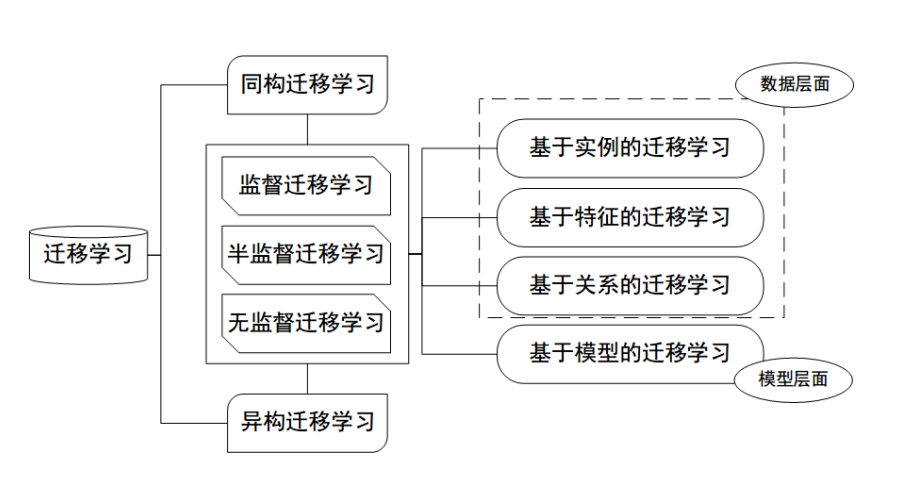 同构迁移学习
数据层面
基于实例的迁移学习
监督迁移学习
基于特征的迁移学习
迁移学习
半监督迁移学习
基于关系的迁移学习
无监督迁移学习
基于模型的迁移学习
模型层面
异构迁移学习